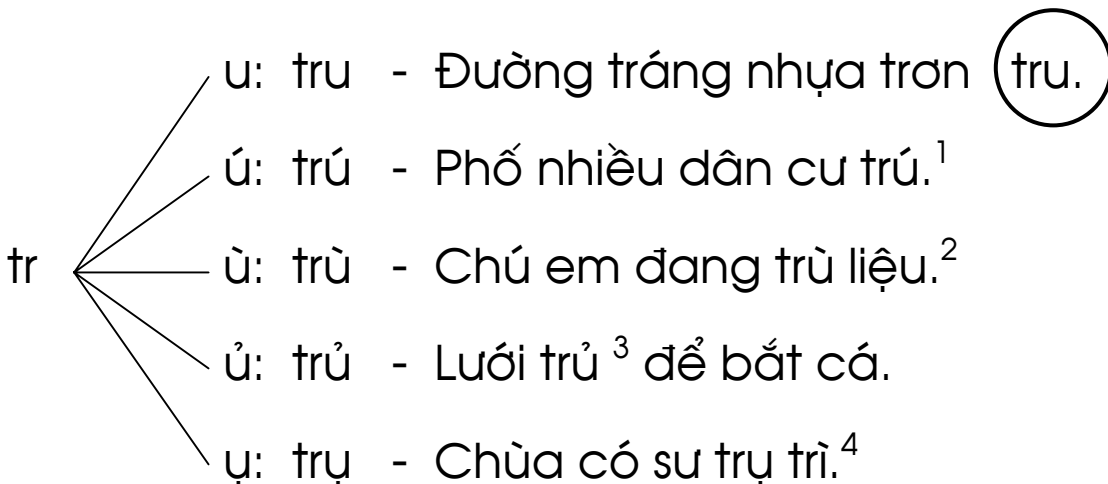 u: tru - Đường tráng nhựa trơn tru.
ú: trú - Phố nhiều dân cư trú.¹
tr ù: trù - Chú em đang trù liệu.²
ủ: trủ - Lưới trủ ³ để bắt cá.
ụ: trụ - Chùa có sư trụ trì.⁴